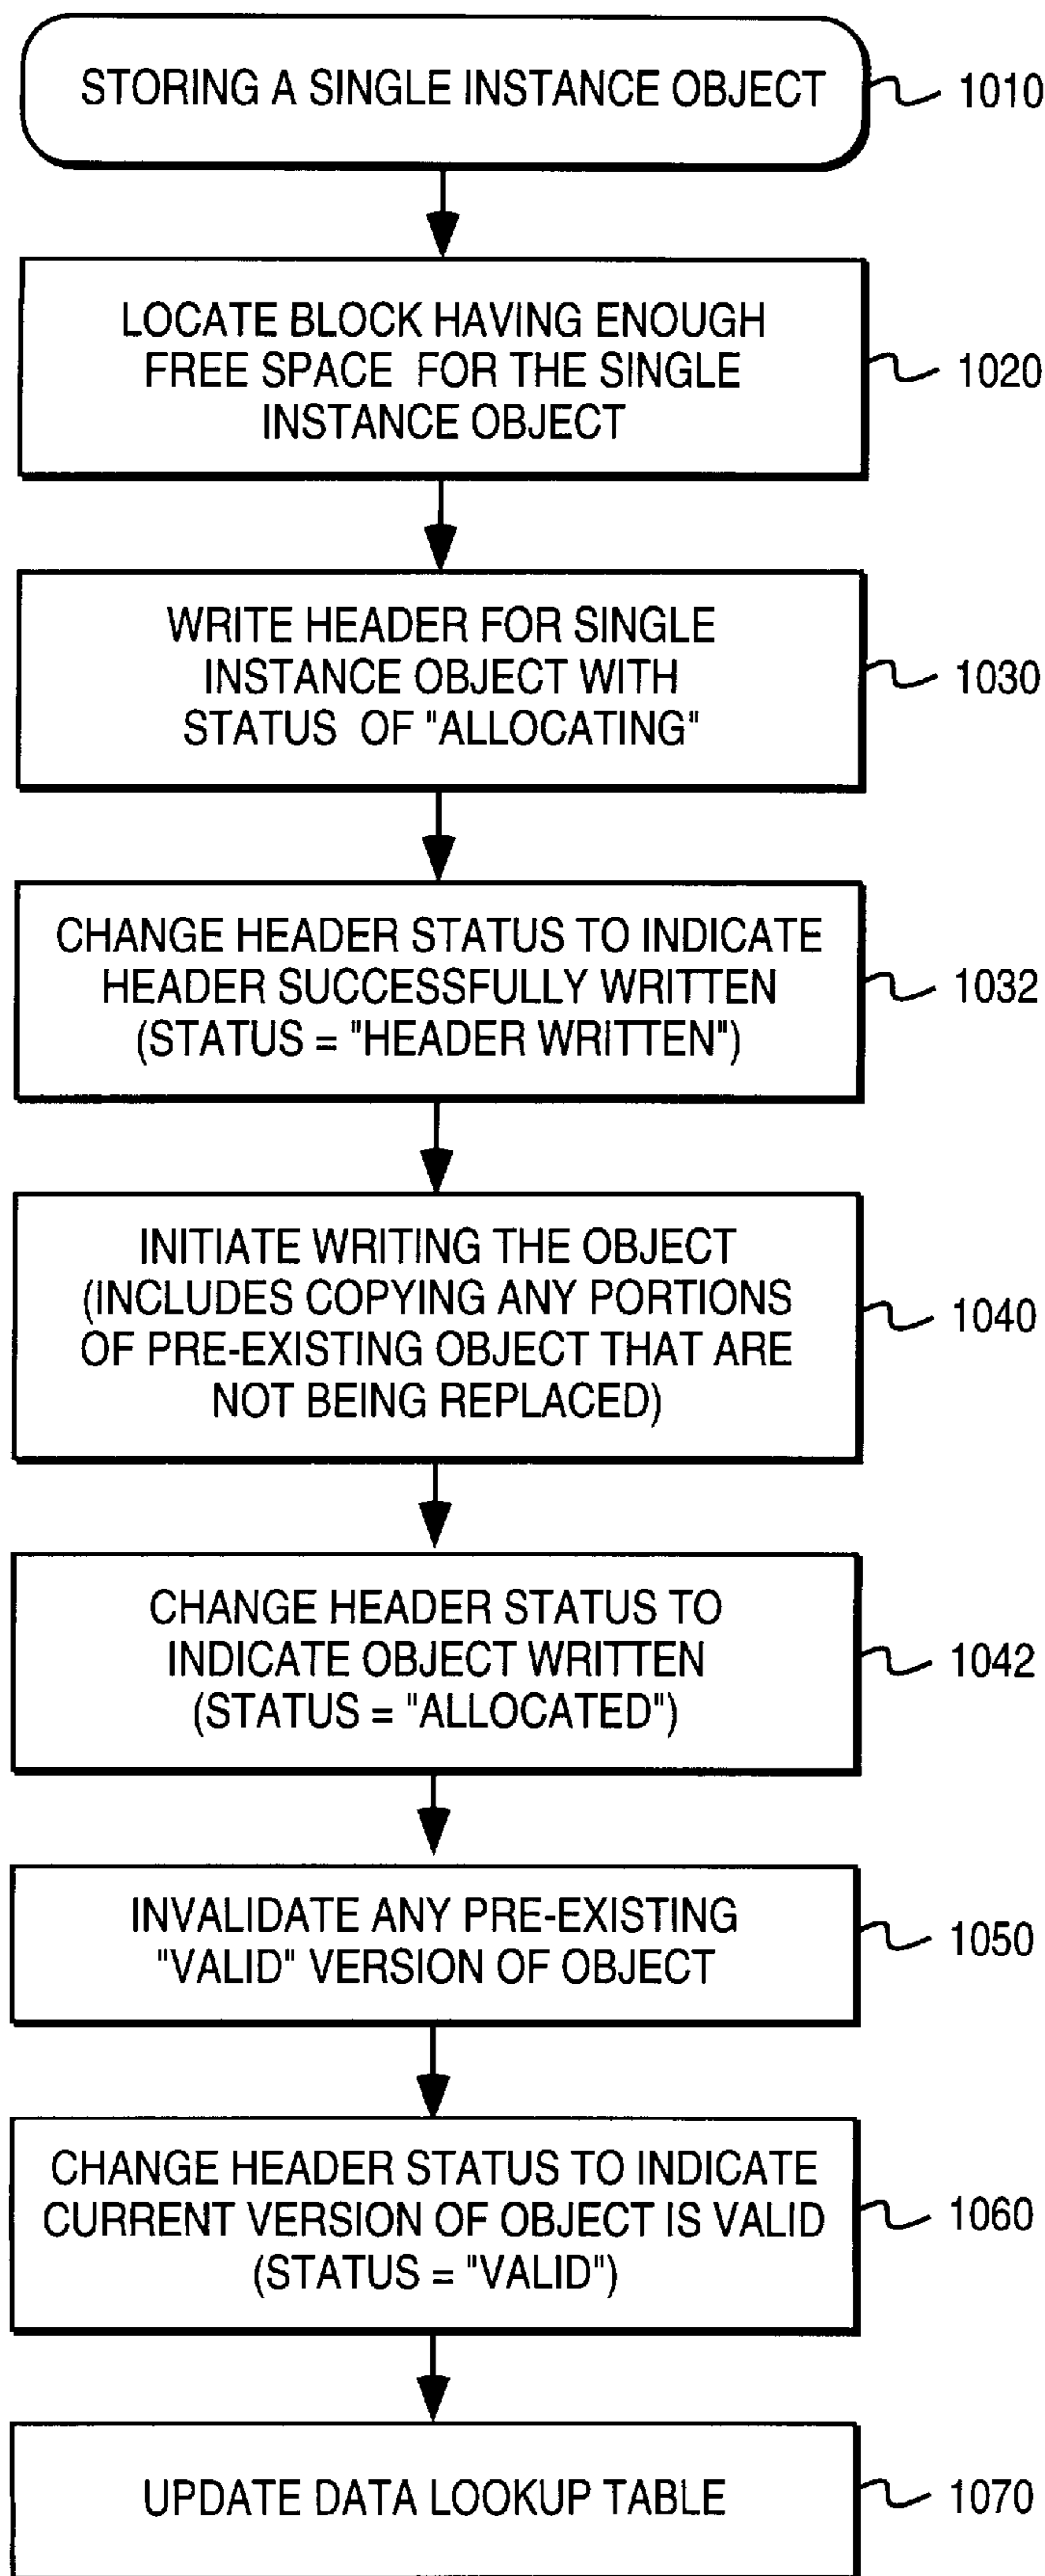 STORING A SINGLE INSTANCE OBJECT
1010
LOCATE BLOCK HAVING ENOUGH
FREE SPACE FOR THE SINGLE
INSTANCE OBJECT
1020
WRITE HEADER FOR SINGLE
INSTANCE OBJECT WITH
STATUS OF "ALLOCATING"
1030
CHANGE HEADER STATUS TO INDICATE
HEADER SUCCESSFULLY WRITTEN
(STATUS = "HEADER WRITTEN")
1032
INITIATE WRITING THE OBJECT
(INCLUDES COPYING ANY PORTIONS
OF PRE-EXISTING OBJECT THAT ARE
NOT BEING REPLACED)
1040
CHANGE HEADER STATUS TO
INDICATE OBJECT WRITTEN
(STATUS = "ALLOCATED")
1042
INVALIDATE ANY PRE-EXISTING
"VALID" VERSION OF OBJECT
1050
CHANGE HEADER STATUS TO INDICATE
CURRENT VERSION OF OBJECT IS VALID
(STATUS = "VALID")
1060
UPDATE DATA LOOKUP TABLE
1070